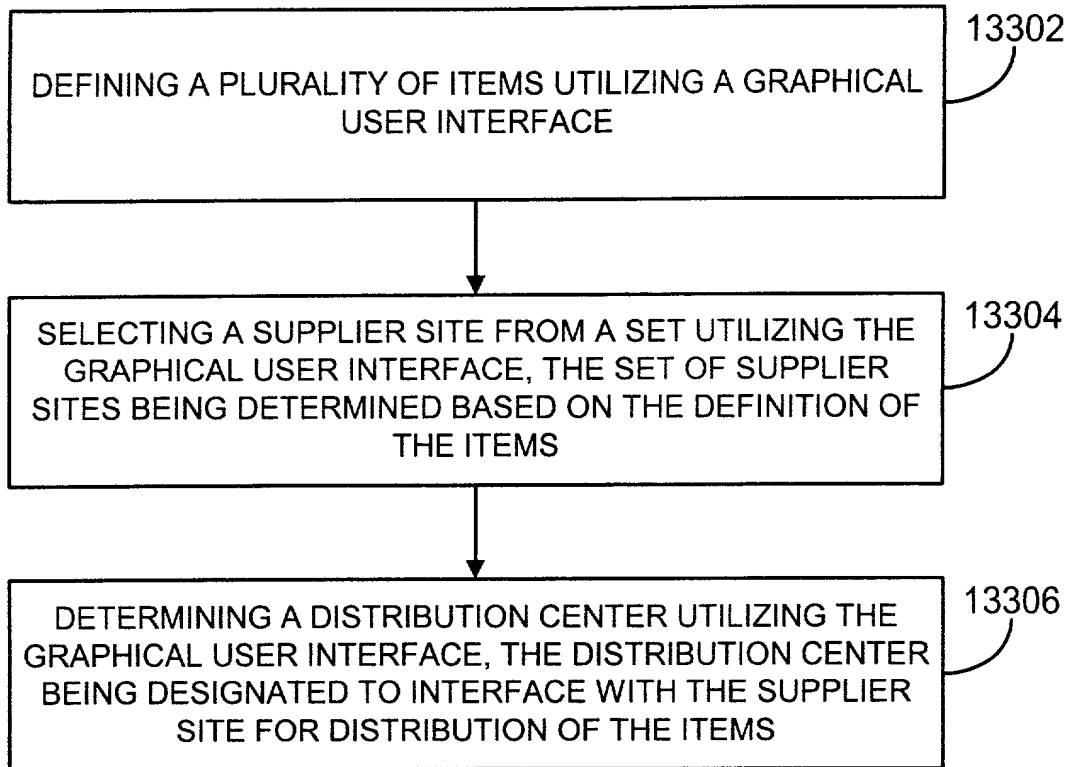 13302
DEFINING A PLURALITY OF ITEMS UTILIZING A GRAPHICAL
USER INTERFACE
13304
SELECTING A SUPPLIER SITE FROM A SET UTILIZING THE
GRAPHICAL USER INTERFACE, THE SET OF SUPPLIER
SITES BEING DETERMINED BASED ON THE DEFINITION OF
THE ITEMS
13306
DETERMINING A DISTRIBUTION CENTER UTILIZING THE
GRAPHICAL USER INTERFACE, THE DISTRIBUTION CENTER
BEING DESIGNATED TO INTERFACE WITH THE SUPPLIER
SITE FOR DISTRIBUTION OF THE ITEMS